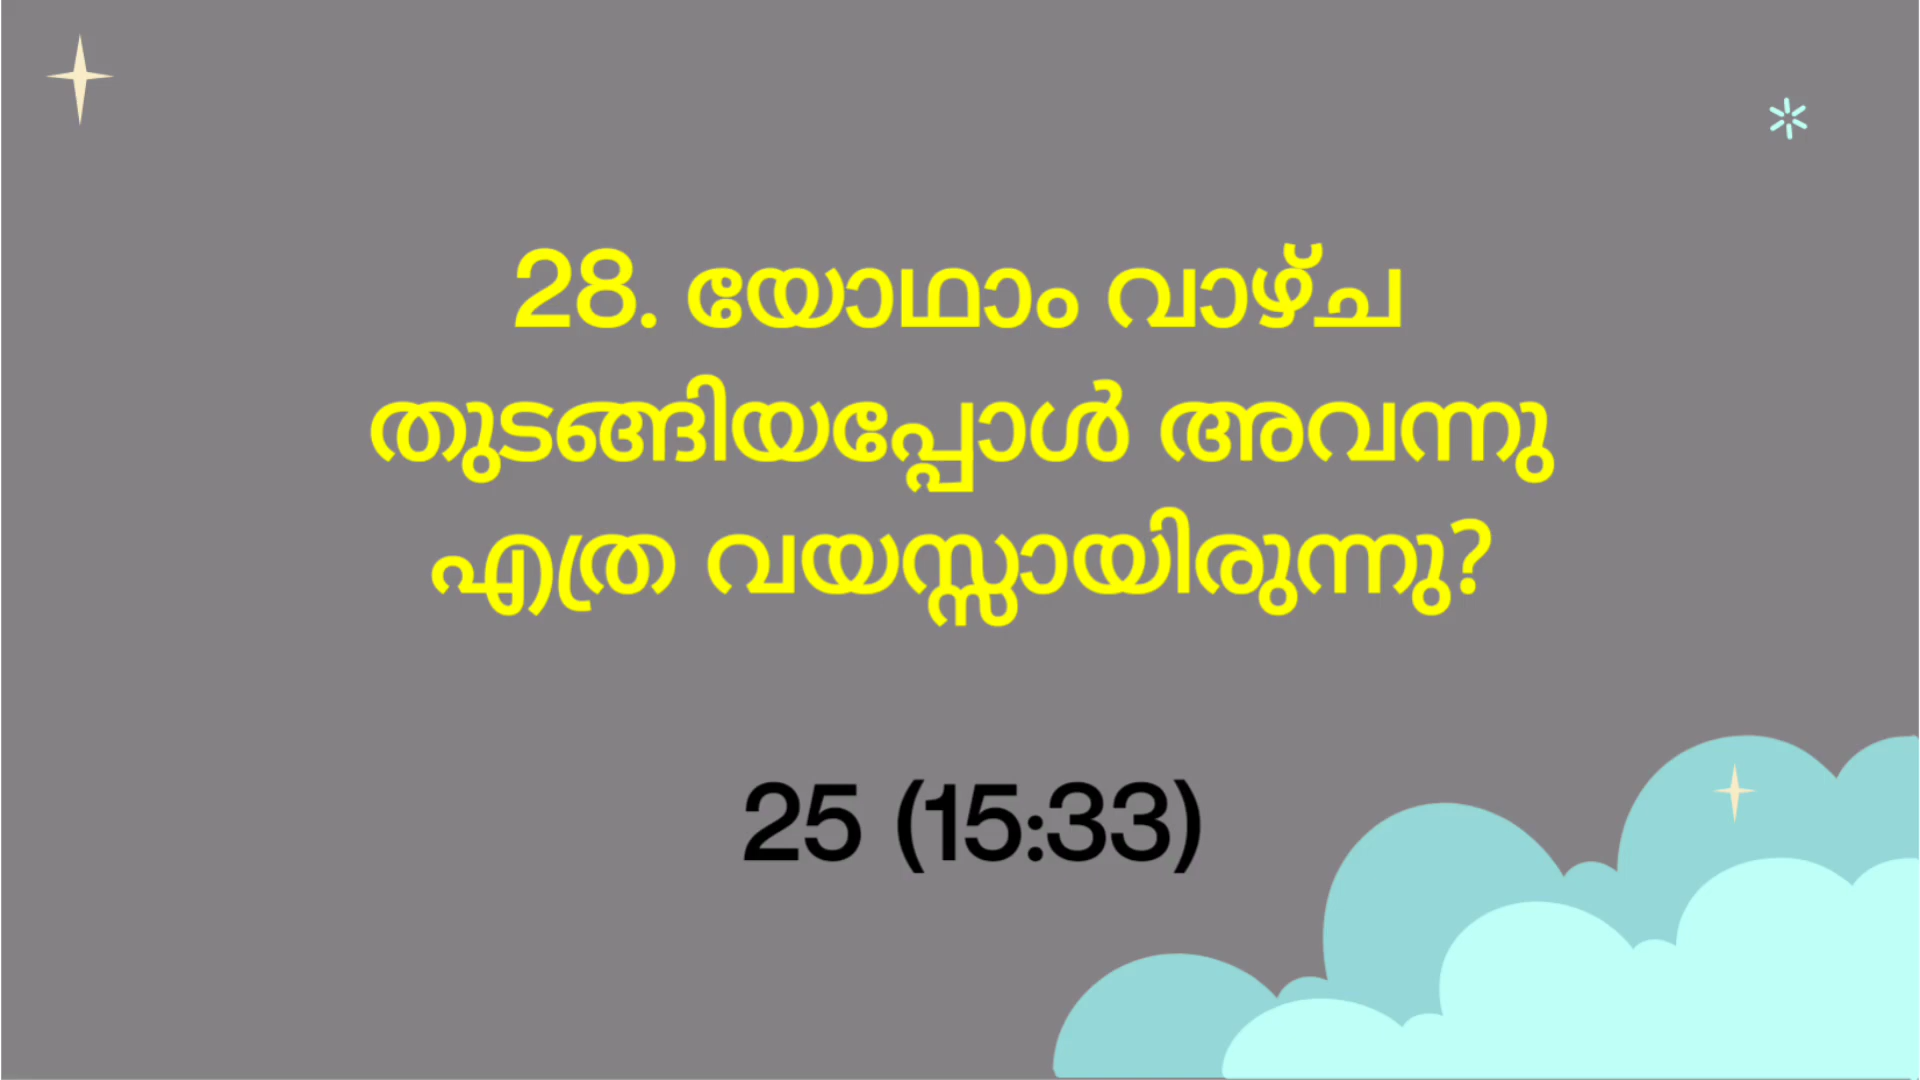 28. യോഥാം വാഴ്ച
തുടങ്ങിയപ്പോൾ അവന്നു
എത്ര വയസ്സായിരുന്നു?
25 (15:33)